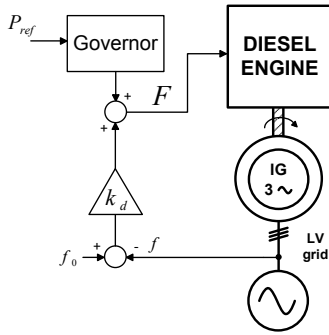 P_ref
Governor
DIESEL
ENGINE
+
+
F
IG
3 ~
k_d
LV
grid
+
-
f
f_0